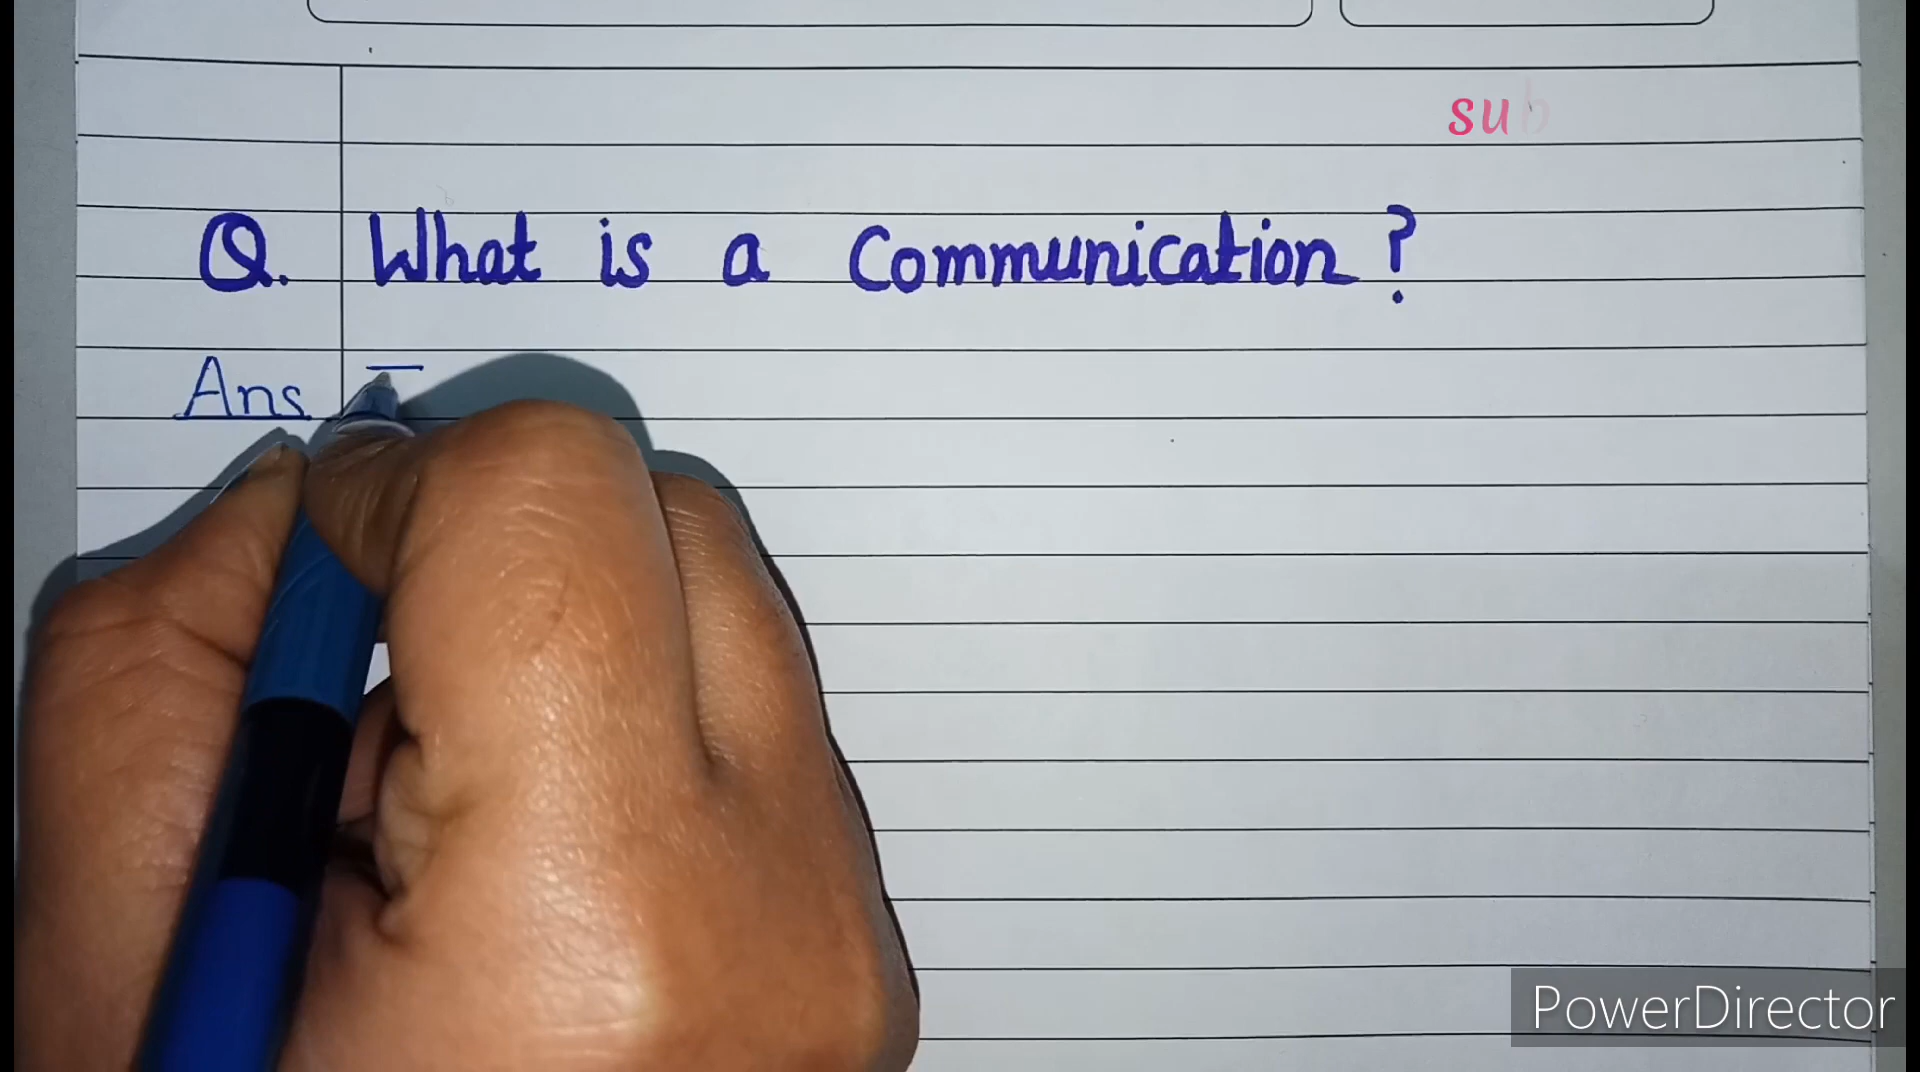 su
Q. What is a Communication?
Ans
PowerDirector